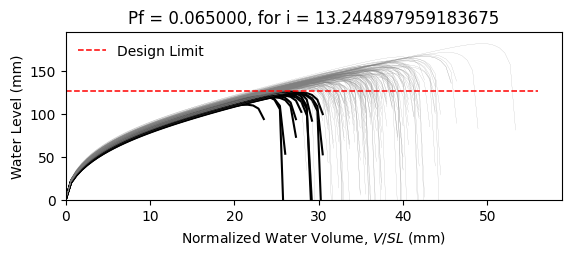 Pf = 0.065000, for i = 13.244897959183675
Design Limit
Water Level (mm)
150
100
50
0
0 10 20 30 40 50
Normalized Water Volume, V/SL (mm)